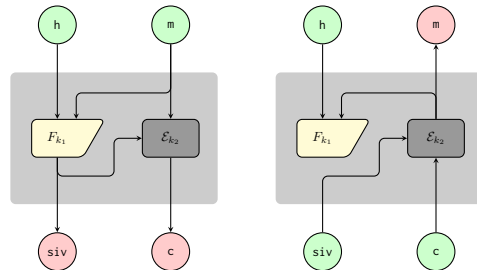 h m h m
F_{k_1} \mathcal{E}_{k_2} F_{k_1} \mathcal{E}_{k_2}
siv c siv c